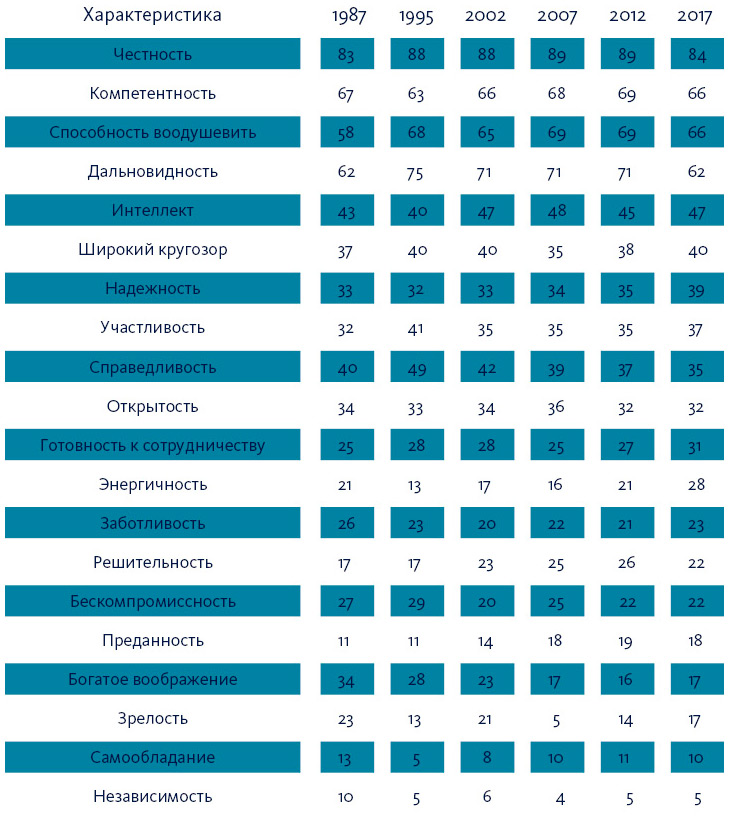 Характеристика 1987 1995 2002 2007 2012 2017
Честность 83 88 88 89 89 84
Компетентность 67 63 66 68 69 66
Способность воодушевить 58 68 65 69 69 66
Дальновидность 62 75 71 71 71 62
Интеллект 43 40 47 48 45 47
Широкий кругозор 37 40 40 35 38 40
Надежность 33 32 33 34 35 39
Участливость 32 41 35 35 35 37
Справедливость 40 49 42 39 37 35
Открытость 34 33 34 36 32 32
Готовность к сотрудничеству 25 28 28 25 27 31
Энергичность 21 13 17 16 21 28
Заботливость 26 23 20 22 21 23
Решительность 17 17 23 25 26 22
Бескомпромиссность 27 29 20 25 22 22
Преданность 11 11 14 18 19 18
Богатое воображение 34 28 23 17 16 17
Зрелость 23 13 21 5 14 17
Самообладание 13 5 8 10 11 10
Независимость 10 5 6 4 5 5